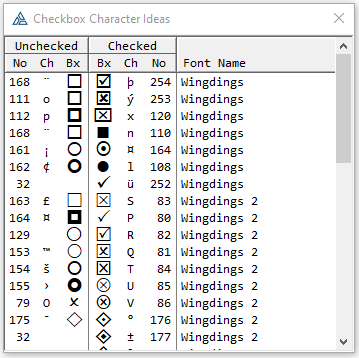 Checkbox Character Ideas
Unchecked Checked
No Ch Bx Bx Ch No Font Name
168 ¨ □ ☑ þ 254 Wingdings
111 o □ ☒ ý 253 Wingdings
112 p □ ☒ x 120 Wingdings
168 ¨ □ ■ n 110 Wingdings
161 ¡ ○ ◉ ¤ 164 Wingdings
162 ¢ ○ ● l 108 Wingdings
32 ✓ ü 252 Wingdings
163 £ □ ☒ S 83 Wingdings 2
164 ¤ □ ✓ P 80 Wingdings 2
129 ○ ☑ R 82 Wingdings 2
153 ™ ○ ☒ Q 81 Wingdings 2
154 š ○ ☒ T 84 Wingdings 2
155 › ○ ⊗ U 85 Wingdings 2
79 O ✗ ⊗ V 86 Wingdings 2
175 ¯ ◇ ◈ ° 176 Wingdings 2
32 ◈ ± 177 Wingdings 2